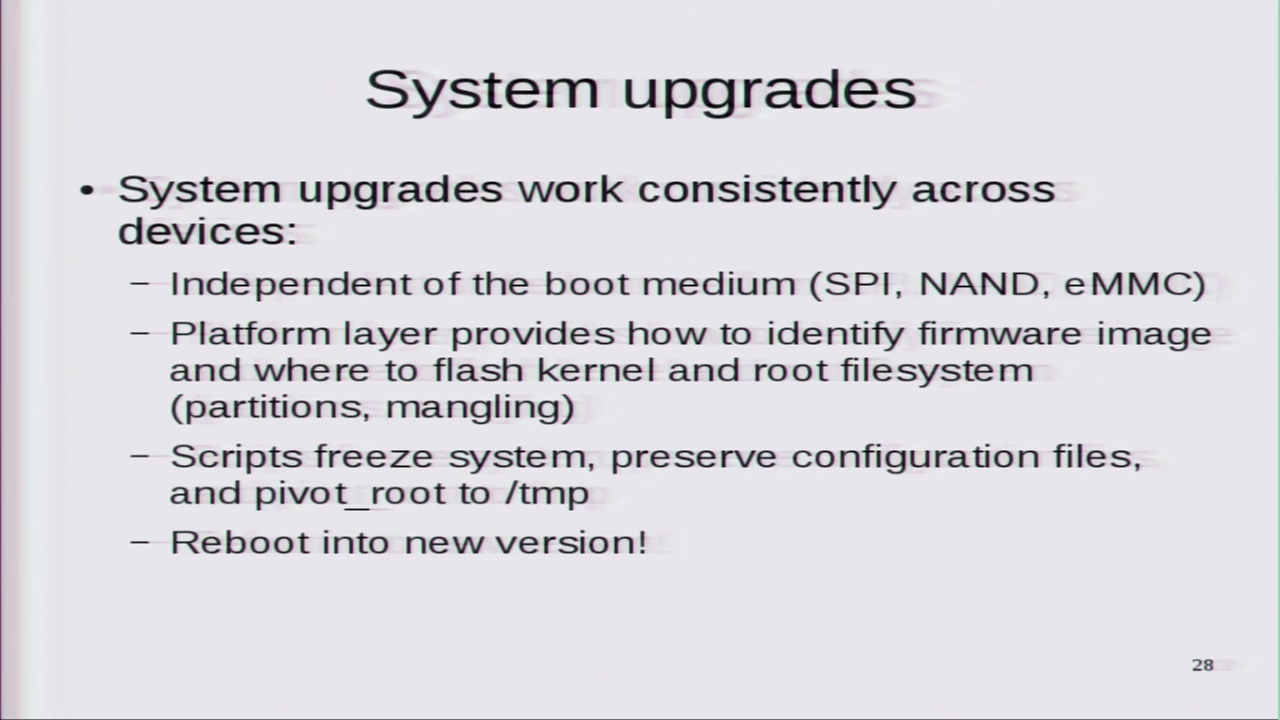 System upgrades
• System upgrades work consistently across
devices:
– Independent of the boot medium (SPI, NAND, eMMC)
– Platform layer provides how to identify firmware image
and where to flash kernel and root filesystem
(partitions, mangling)
– Scripts freeze system, preserve configuration files,
and pivot_root to /tmp
– Reboot into new version!
28